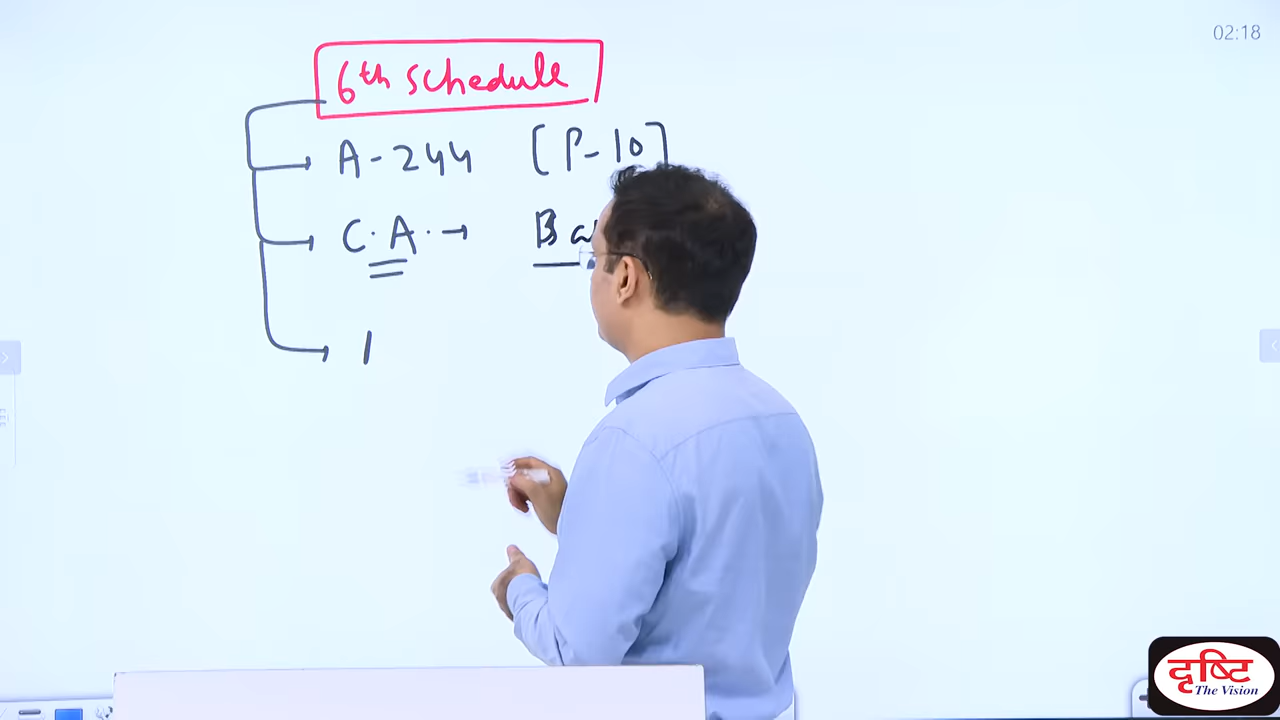 02:18
6th Schedule
A-244 [P-10]
C.A. →
दृष्टि
The Vision